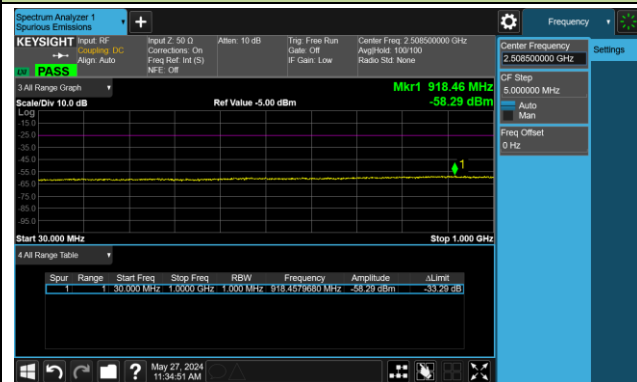 Spectrum Analyzer 1
Spurious Emissions
+
Frequency
KEYSIGHT
Input: RF
Coupling: DC
Align: Auto
Input Z: 50 Ω
Corrections: On
Freq Ref: Int (S)
NFE: Off
Atten: 10 dB
Trig: Free Run
Gate: Off
IF Gain: Low
Center Freq: 2.508500000 GHz
Avg|Hold: 100/100
Radio Std: None
PASS
Center Frequency
2.508500000 GHz
Settings
CF Step
5.000000 MHz
Auto
Man
Freq Offset
0 Hz
3 All Range Graph
Mkr1 918.46 MHz
Scale/Div 10.0 dB
Ref Value -5.00 dBm
-58.29 dBm
Log
-15.0
-25.0
-35.0
-45.0
-55.0
-65.0
-75.0
-85.0
-95.0
1
Start 30.000 MHz
Stop 1.000 GHz
4 All Range Table
Spur Range Start Freq Stop Freq RBW Frequency Amplitude ΔLimit
1 1 30.000 MHz 1.0000 GHz 1.000 MHz 918.4579680 MHz -58.29 dBm -33.29 dB
?
May 27, 2024
11:34:51 AM